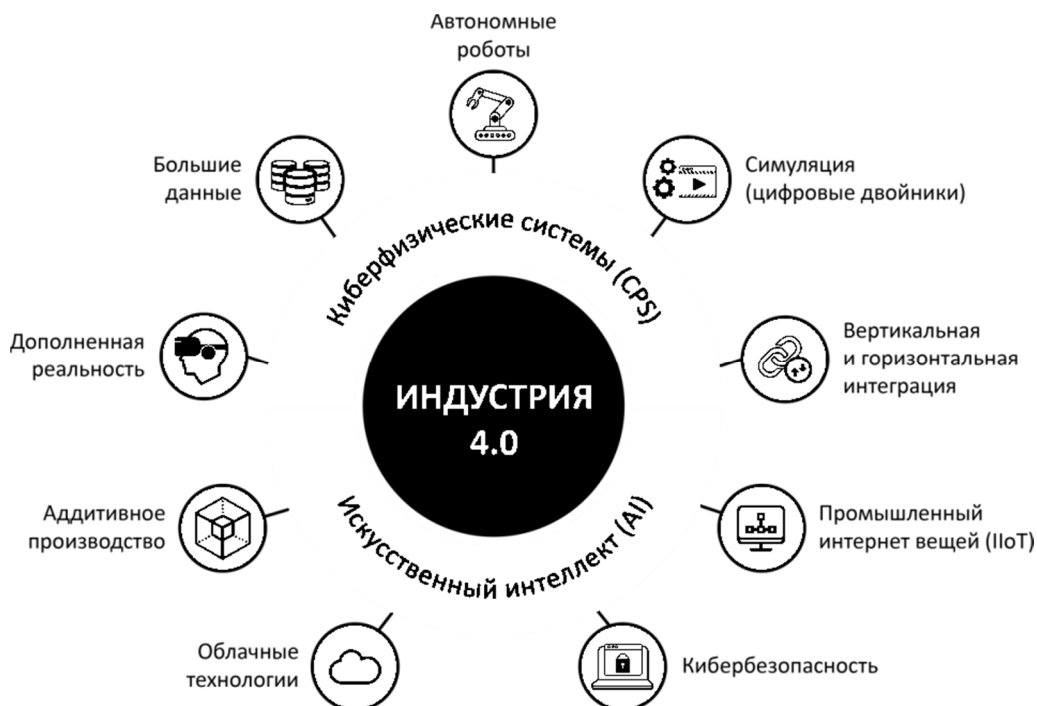 Автономные
роботы
Большие
данные
Симуляция
(цифровые двойники)
Киберфизические системы (CPS)
Дополненная
реальность
Вертикальная
и горизонтальная
интеграция
ИНДУСТРИЯ
4.0
Искусственный интеллект (AI)
Аддитивное
производство
Промышленный
интернет вещей (IIoT)
Облачные
технологии
Кибербезопасность